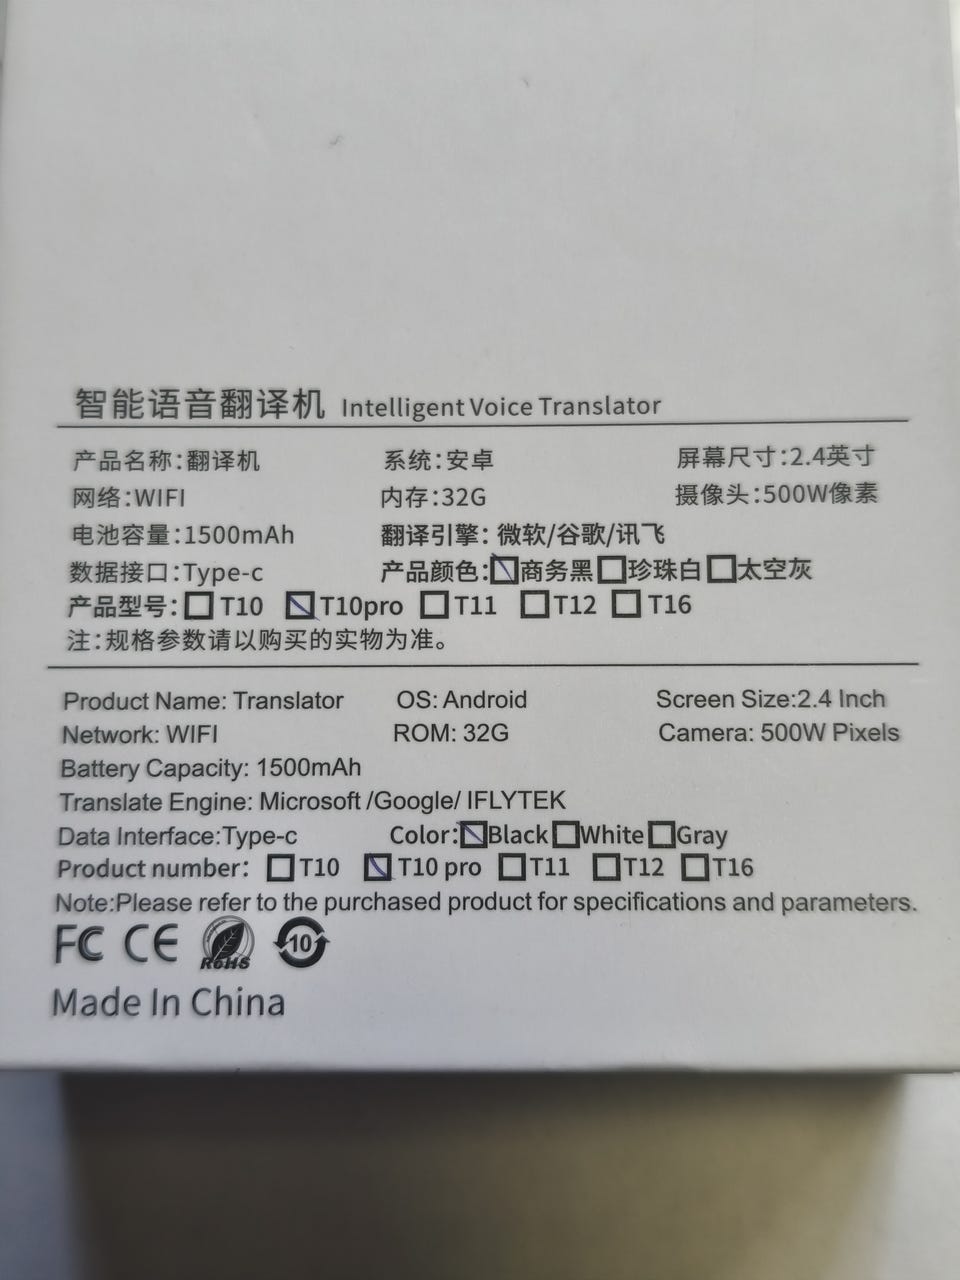 智能语音翻译机 Intelligent Voice Translator
产品名称:翻译机 系统:安卓 屏幕尺寸:2.4英寸
网络:WIFI 内存:32G 摄像头:500W像素
电池容量:1500mAh 翻译引擎: 微软/谷歌/讯飞
数据接口:Type-c 产品颜色:商务黑 珍珠白 太空灰
产品型号: T10 T10pro T11 T12 T16
注:规格参数请以购买的实物为准。
Product Name: Translator OS: Android Screen Size:2.4 Inch
Network: WIFI ROM: 32G Camera: 500W Pixels
Battery Capacity: 1500mAh
Translate Engine: Microsoft /Google/ IFLYTEK
Data Interface:Type-c Color: Black White Gray
Product number: T10 T10 pro T11 T12 T16
Note:Please refer to the purchased product for specifications and parameters.
FC CE RoHS 10
Made In China